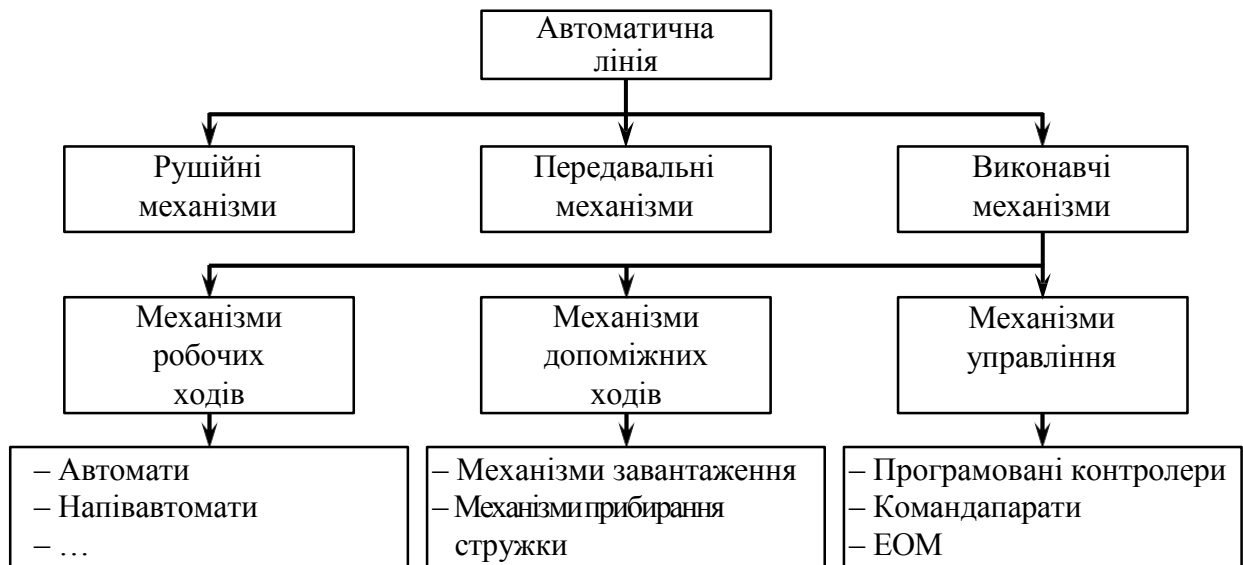 Автоматична
лінія
Рушійні
механізми
Передавальні
механізми
Виконавчі
механізми
Механізми
робочих
ходів
Механізми
допоміжних
ходів
Механізми
управління
– Автомати
– Напівавтомати
– …
– Механізми завантаження
– Механізми прибирання
стружки
– Програмовані контролери
– Командапарати
– ЕОМ